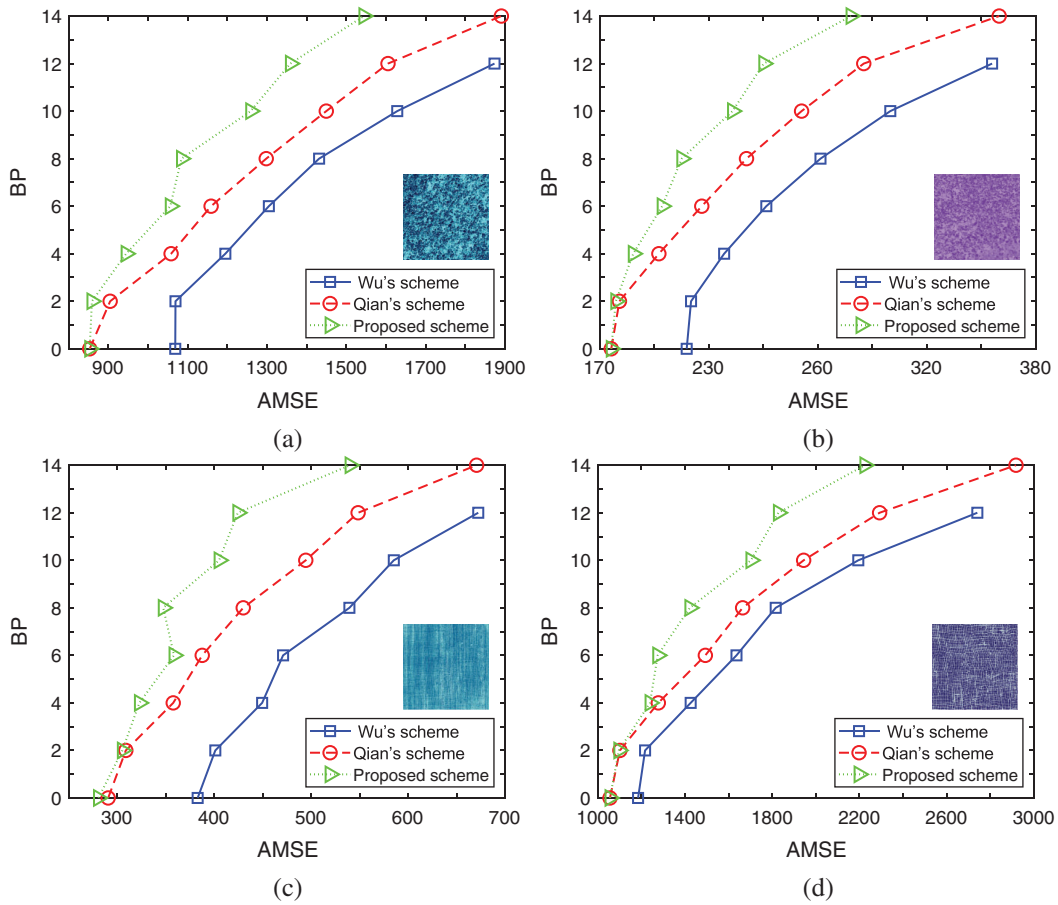 14
12
10
8
6
4
2
0
BP
Wu's scheme
Qian's scheme
Proposed scheme
900 1100 1300 1500 1700 1900
AMSE
(a)
14
12
10
8
6
4
2
0
BP
Wu's scheme
Qian's scheme
Proposed scheme
170 230 260 320 380
AMSE
(b)
14
12
10
8
6
4
2
0
BP
Wu's scheme
Qian's scheme
Proposed scheme
300 400 500 600 700
AMSE
(c)
14
12
10
8
6
4
2
0
BP
Wu's scheme
Qian's scheme
Proposed scheme
1000 1400 1800 2200 2600 3000
AMSE
(d)